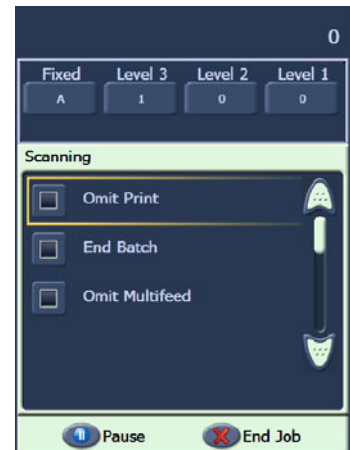 0
Fixed Level 3 Level 2 Level 1
A 1 0 0
Scanning
Omit Print
End Batch
Omit Multifeed
Pause End Job